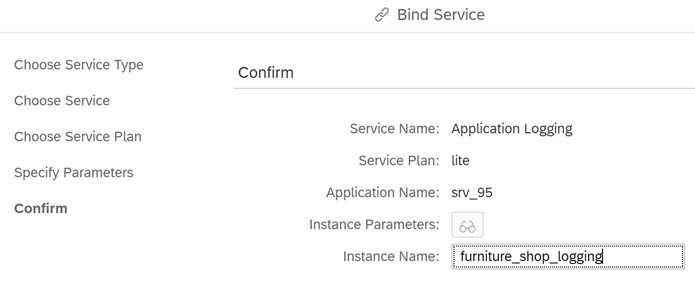 Bind Service
Choose Service Type
Choose Service
Choose Service Plan
Specify Parameters
Confirm
Confirm
Service Name: Application Logging
Service Plan: lite
Application Name: srv_95
Instance Parameters:
Instance Name: furniture_shop_logging